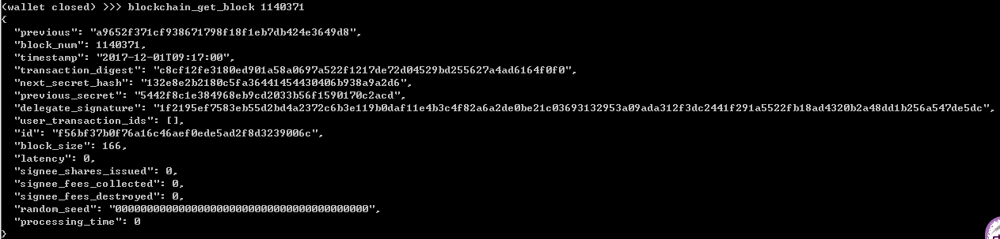 (wallet closed) >>> blockchain_get_block 1140371
{
"previous": "a9652f371cf938671798f18f1eb7db424e3649d8",
"block_num": 1140371,
"timestamp": "2017-12-01T09:17:00",
"transaction_digest": "c8cf12fe3180ed901a58a0697a522f1217de72d04529bd255627a4ad6164f0f0",
"next_secret_hash": "132e8e2b2180c5fa36441454430406b938a9a2d6",
"previous_secret": "5442f8c1e384968eb9cd2033b56f1590170c2acd",
"delegate_signature": "1f2195ef7583eb55d2bd4a2372c6b3e119b0daf11e4b3c4f82a6a2de0be21c03693132953a09ada312f3dc2441f291a5522fb18ad4320b2a48dd1b256a547de5dc",
"user_transaction_ids": [],
"id": "f56bf37b0f76a16c46aef0ede5ad2f8d3239006c",
"block_size": 166,
"latency": 0,
"signee_shares_issued": 0,
"signee_fees_collected": 0,
"signee_fees_destroyed": 0,
"random_seed": "0000000000000000000000000000000000000000",
"processing_time": 0
}